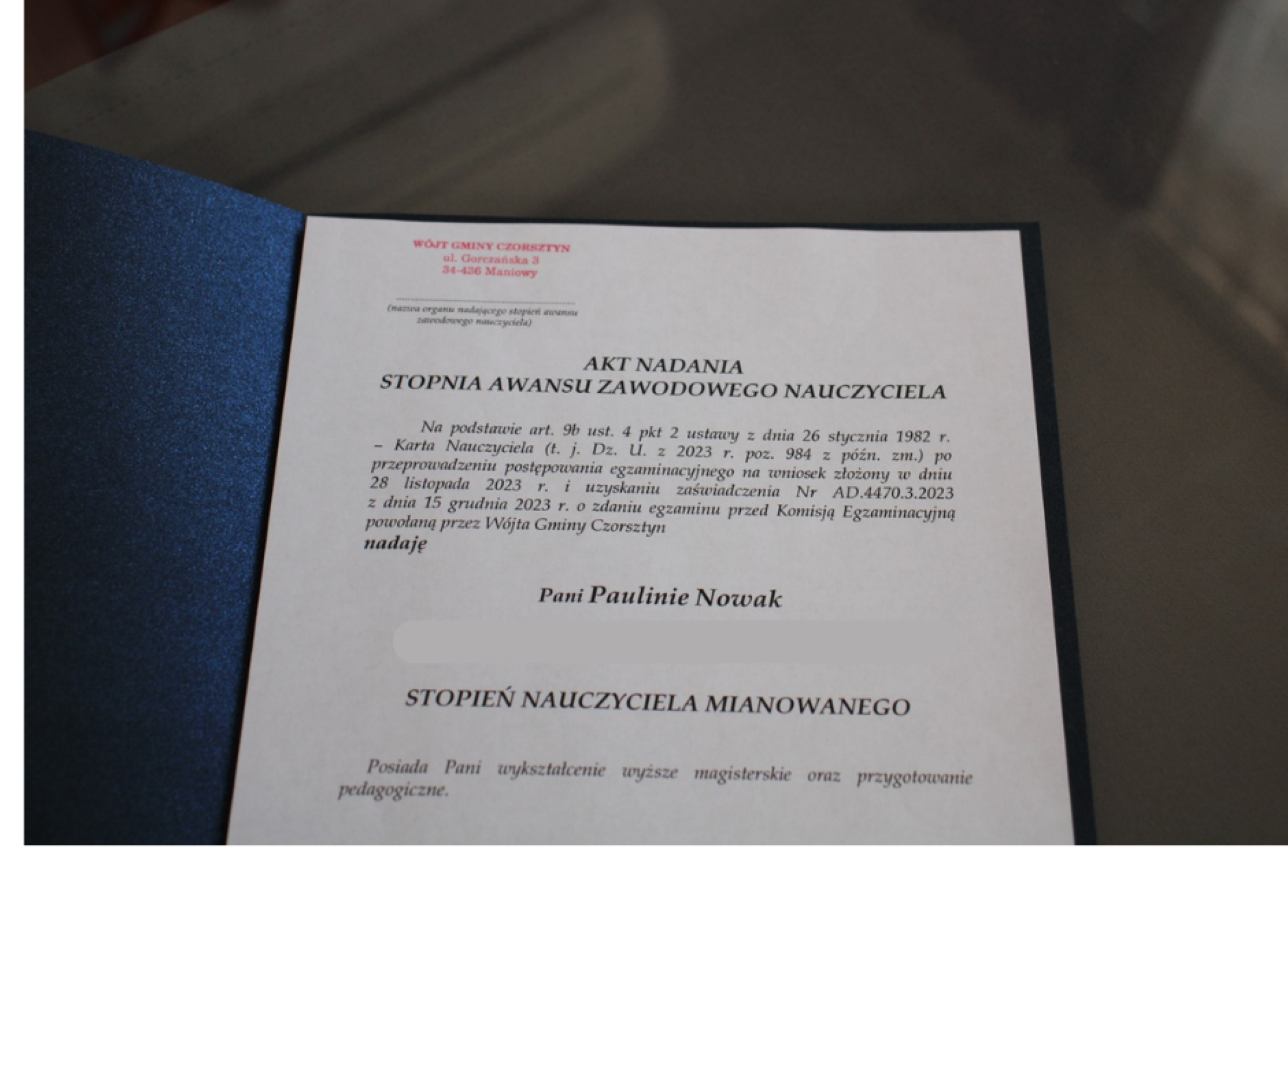 WÓJT GMINY CZORSZTYN
ul. Gorczańska 3
34-436 Maniowy
(nazwa organu nadającego stopień awansu
zawodowego nauczyciela)
AKT NADANIA
STOPNIA AWANSU ZAWODOWEGO NAUCZYCIELA
Na podstawie art. 9b ust. 4 pkt 2 ustawy z dnia 26 stycznia 1982 r.
– Karta Nauczyciela (t. j. Dz. U. z 2023 r. poz. 984 z późn. zm.) po
przeprowadzeniu postępowania egzaminacyjnego na wniosek złożony w dniu
28 listopada 2023 r. i uzyskaniu zaświadczenia Nr AD.4470.3.2023
z dnia 15 grudnia 2023 r. o zdaniu egzaminu przed Komisją Egzaminacyjną
powołaną przez Wójta Gminy Czorsztyn
nadaję
Pani Paulinie Nowak
STOPIEŃ NAUCZYCIELA MIANOWANEGO
Posiada Pani wykształcenie wyższe magisterskie oraz przygotowanie
pedagogiczne.